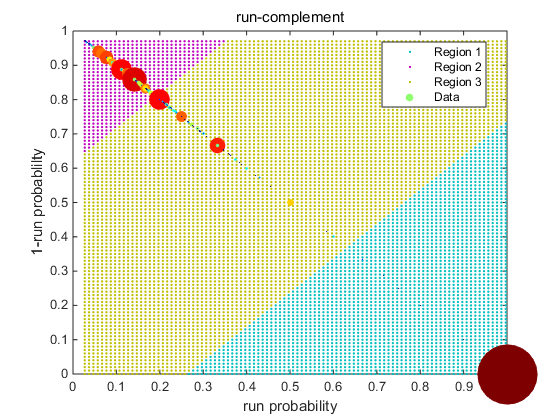 run-complement
Region 1
Region 2
Region 3
Data
1-run probability
1
0.9
0.8
0.7
0.6
0.5
0.4
0.3
0.2
0.1
0
0 0.1 0.2 0.3 0.4 0.5 0.6 0.7 0.8 0.9
run probability